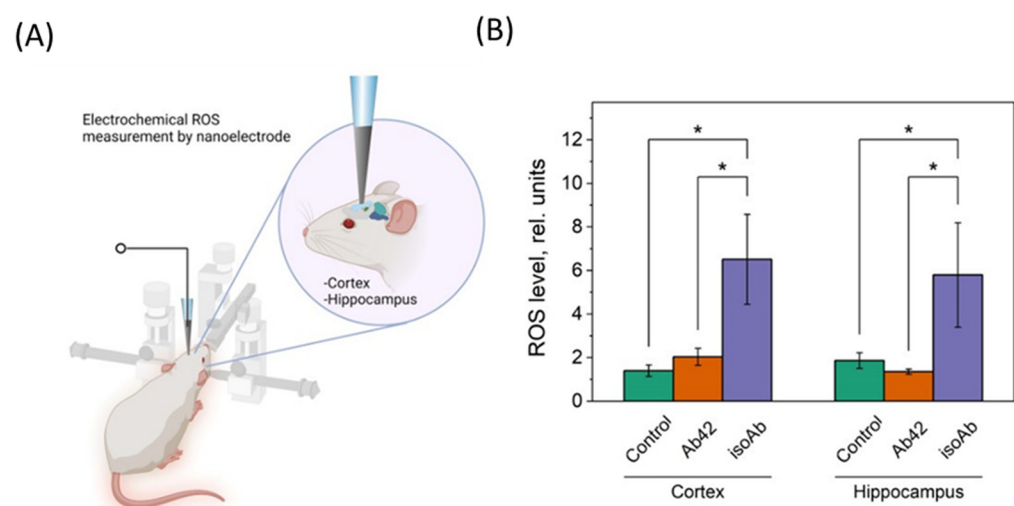 (A)
Electrochemical ROS
measurement by nanoelectrode
-Cortex
-Hippocampus
(B)
ROS level, rel. units
12
10
8
6
4
2
0
*
*
*
*
Control
Ab42
isoAb
Control
Ab42
isoAb
Cortex
Hippocampus